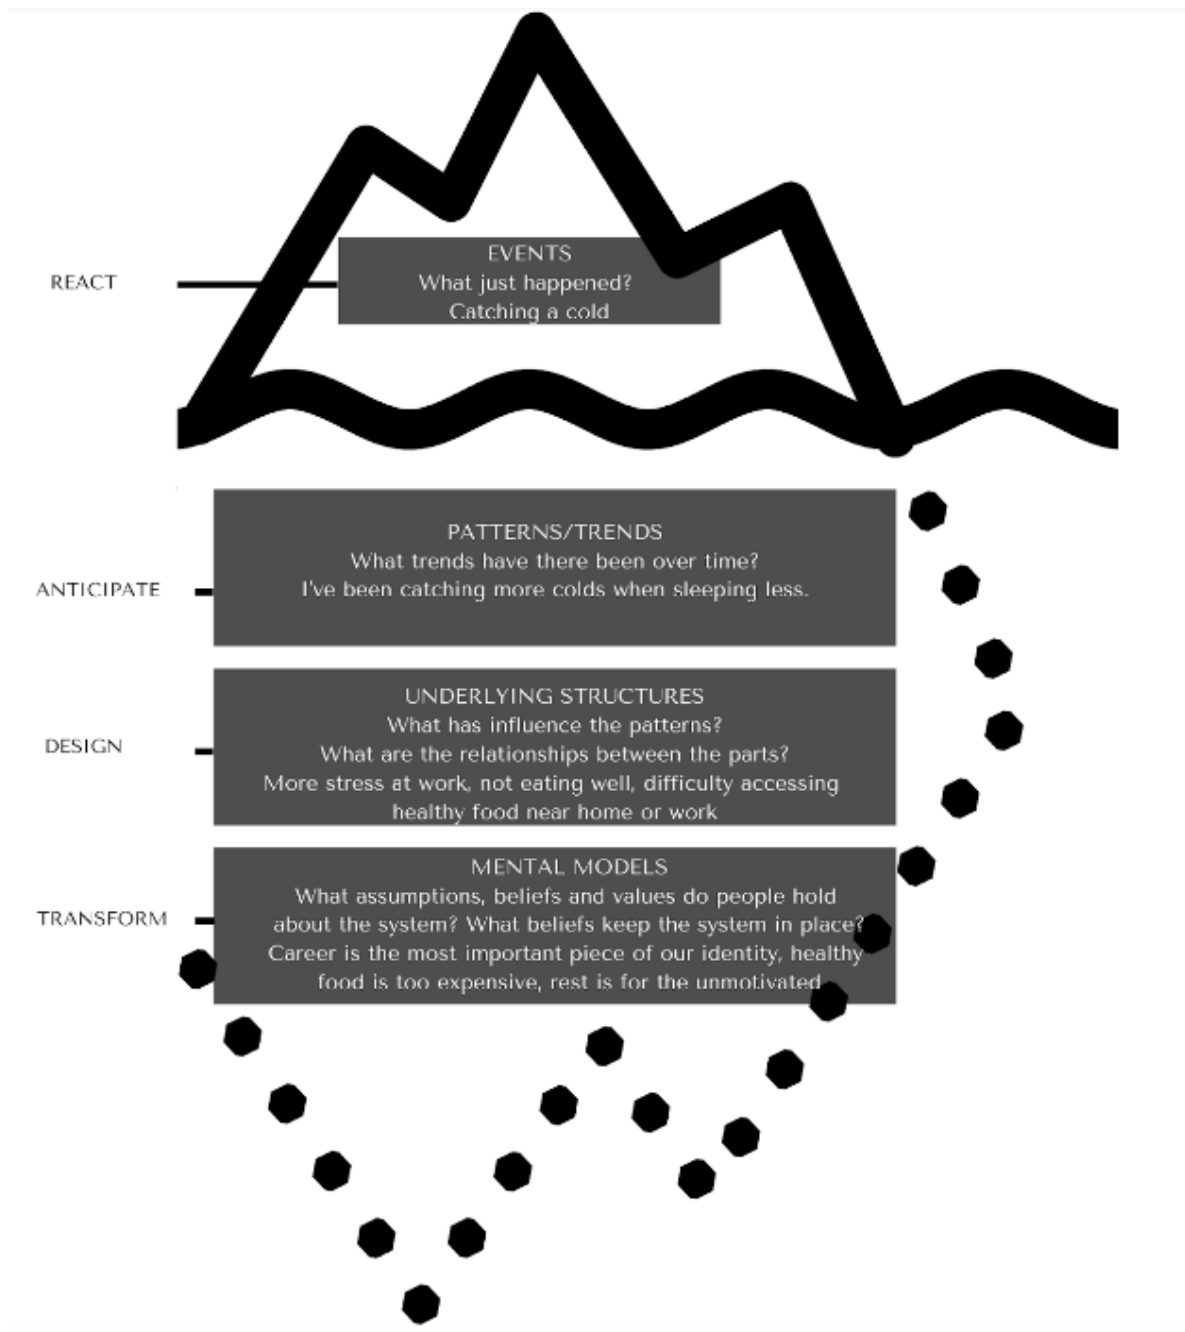 EVENTS
What just happened?
REACT
Catching a cold
PATTERNS/TRENDS
What trends have there been over time?
ANTICIPATE
I've been catching more colds when sleeping less.
UNDERLYING STRUCTURES
What has influence the patterns?
DESIGN
What are the relationships between the parts?
More stress at work, not eating well, difficulty accessing
healthy food near home or work
MENTAL MODELS
What assumptions, beliefs and values do people hold
TRANSFORM
about the system? What beliefs keep the system in place?
Career is the most important piece of our identity, healthy
food is too expensive, rest is for the unmotivated